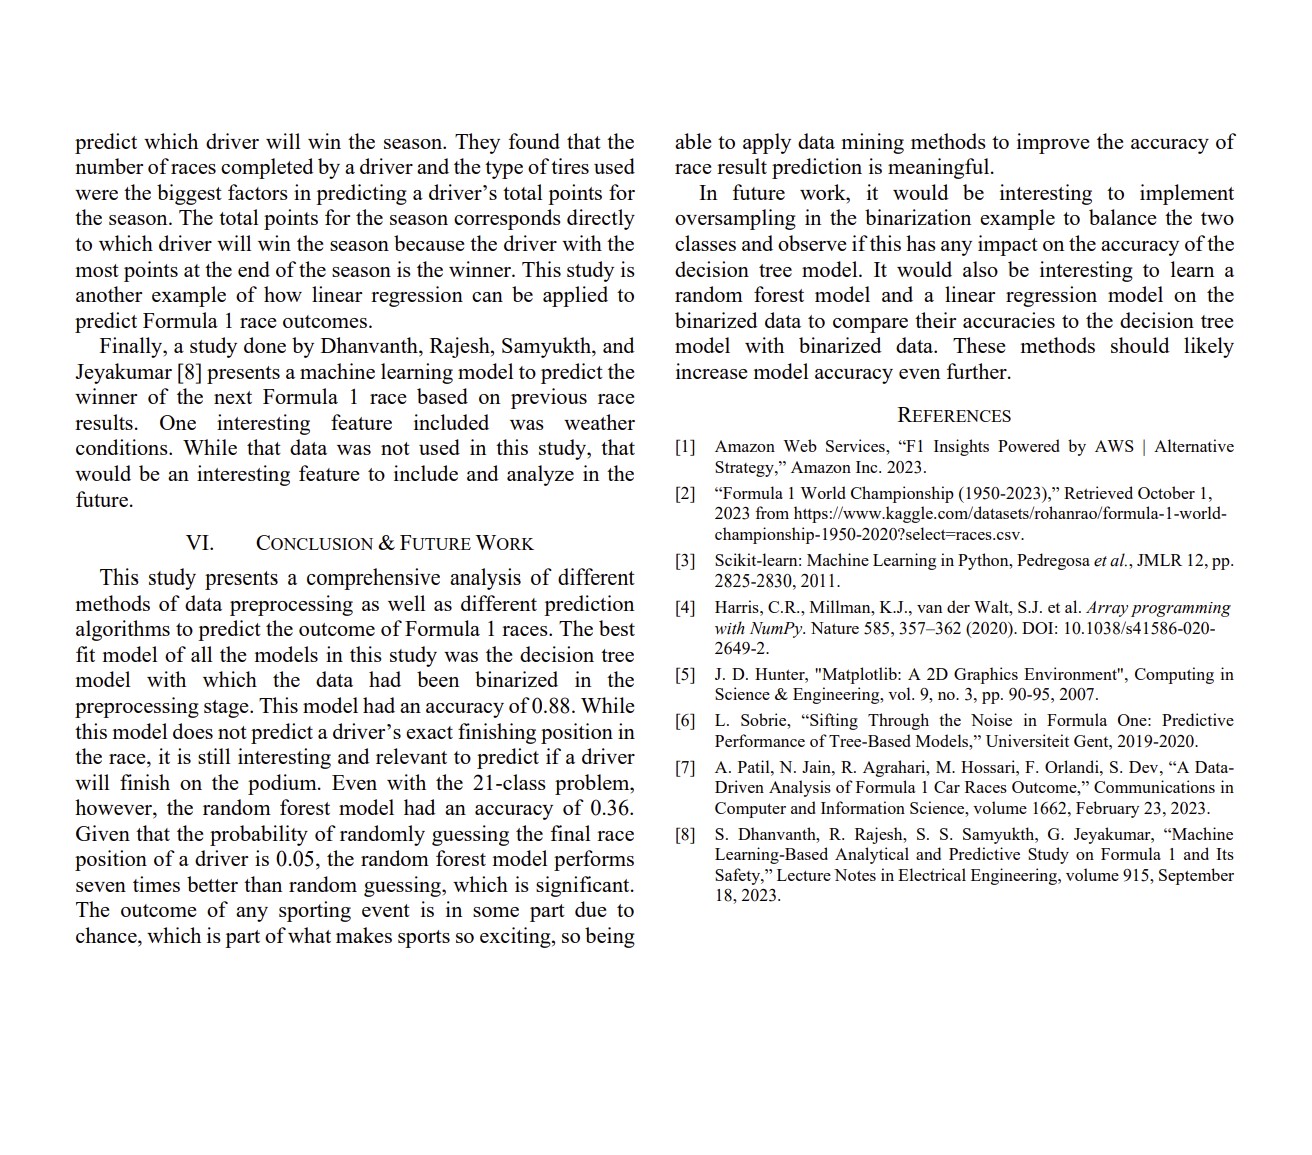 predict which driver will win the season. They found that the
number of races completed by a driver and the type of tires used
were the biggest factors in predicting a driver’s total points for
the season. The total points for the season corresponds directly
to which driver will win the season because the driver with the
most points at the end of the season is the winner. This study is
another example of how linear regression can be applied to
predict Formula 1 race outcomes.
Finally, a study done by Dhanvanth, Rajesh, Samyukth, and
Jeyakumar [8] presents a machine learning model to predict the
winner of the next Formula 1 race based on previous race
results. One interesting feature included was weather
conditions. While that data was not used in this study, that
would be an interesting feature to include and analyze in the
future.
VI. CONCLUSION & FUTURE WORK
This study presents a comprehensive analysis of different
methods of data preprocessing as well as different prediction
algorithms to predict the outcome of Formula 1 races. The best
fit model of all the models in this study was the decision tree
model with which the data had been binarized in the
preprocessing stage. This model had an accuracy of 0.88. While
this model does not predict a driver’s exact finishing position in
the race, it is still interesting and relevant to predict if a driver
will finish on the podium. Even with the 21-class problem,
however, the random forest model had an accuracy of 0.36.
Given that the probability of randomly guessing the final race
position of a driver is 0.05, the random forest model performs
seven times better than random guessing, which is significant.
The outcome of any sporting event is in some part due to
chance, which is part of what makes sports so exciting, so being
able to apply data mining methods to improve the accuracy of
race result prediction is meaningful.
In future work, it would be interesting to implement
oversampling in the binarization example to balance the two
classes and observe if this has any impact on the accuracy of the
decision tree model. It would also be interesting to learn a
random forest model and a linear regression model on the
binarized data to compare their accuracies to the decision tree
model with binarized data. These methods should likely
increase model accuracy even further.
REFERENCES
[1] Amazon Web Services, “F1 Insights Powered by AWS | Alternative
Strategy,” Amazon Inc. 2023.
[2] “Formula 1 World Championship (1950-2023),” Retrieved October 1,
2023 from https://www.kaggle.com/datasets/rohanrao/formula-1-world-
championship-1950-2020?select=races.csv.
[3] Scikit-learn: Machine Learning in Python, Pedregosa et al., JMLR 12, pp.
2825-2830, 2011.
[4] Harris, C.R., Millman, K.J., van der Walt, S.J. et al. Array programming
with NumPy. Nature 585, 357–362 (2020). DOI: 10.1038/s41586-020-
2649-2.
[5] J. D. Hunter, "Matplotlib: A 2D Graphics Environment", Computing in
Science & Engineering, vol. 9, no. 3, pp. 90-95, 2007.
[6] L. Sobrie, “Sifting Through the Noise in Formula One: Predictive
Performance of Tree-Based Models,” Universiteit Gent, 2019-2020.
[7] A. Patil, N. Jain, R. Agrahari, M. Hossari, F. Orlandi, S. Dev, “A Data-
Driven Analysis of Formula 1 Car Races Outcome,” Communications in
Computer and Information Science, volume 1662, February 23, 2023.
[8] S. Dhanvanth, R. Rajesh, S. S. Samyukth, G. Jeyakumar, “Machine
Learning-Based Analytical and Predictive Study on Formula 1 and Its
Safety,” Lecture Notes in Electrical Engineering, volume 915, September
18, 2023.